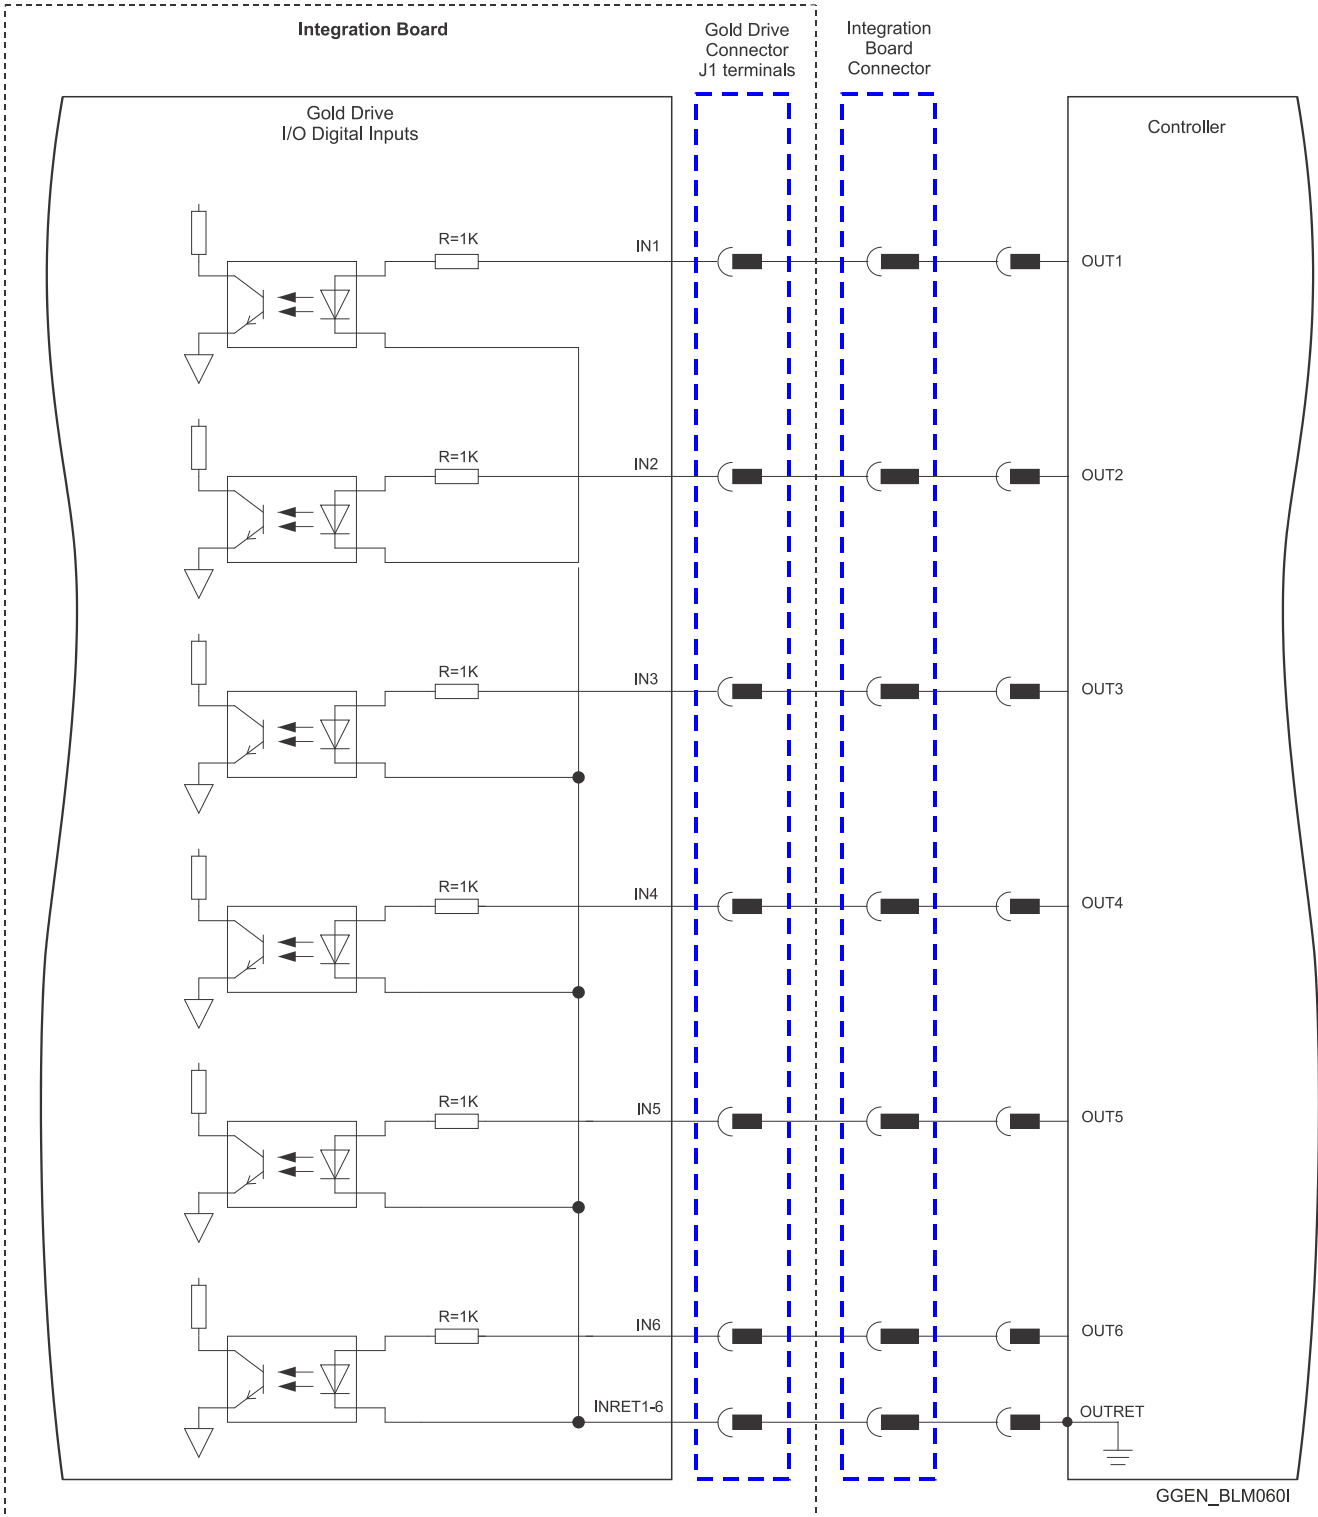 Integration Board
Gold Drive
Connector
J1 terminals
Integration
Board
Connector
Gold Drive
I/O Digital Inputs
Controller
R=1K
IN1
OUT1
R=1K
IN2
OUT2
R=1K
IN3
OUT3
R=1K
IN4
OUT4
R=1K
IN5
OUT5
R=1K
IN6
OUT6
INRET1-6
OUTRET
GGEN_BLM060I